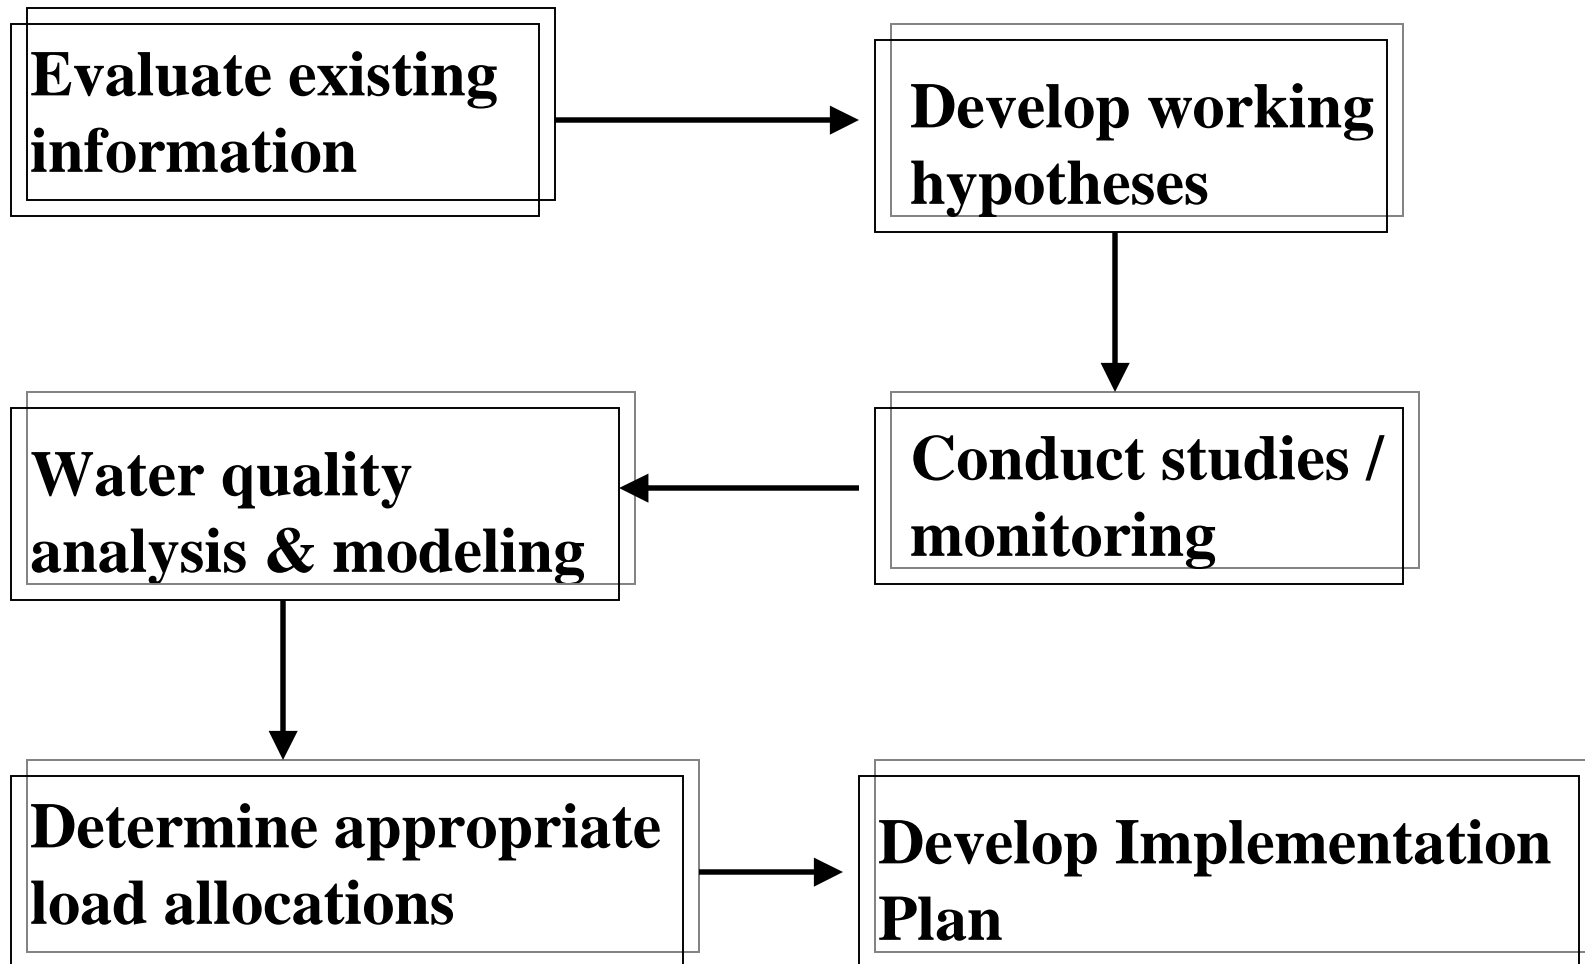 Evaluate existing
information
Develop working
hypotheses
Water quality
analysis & modeling
Conduct studies /
monitoring
Determine appropriate
load allocations
Develop Implementation
Plan